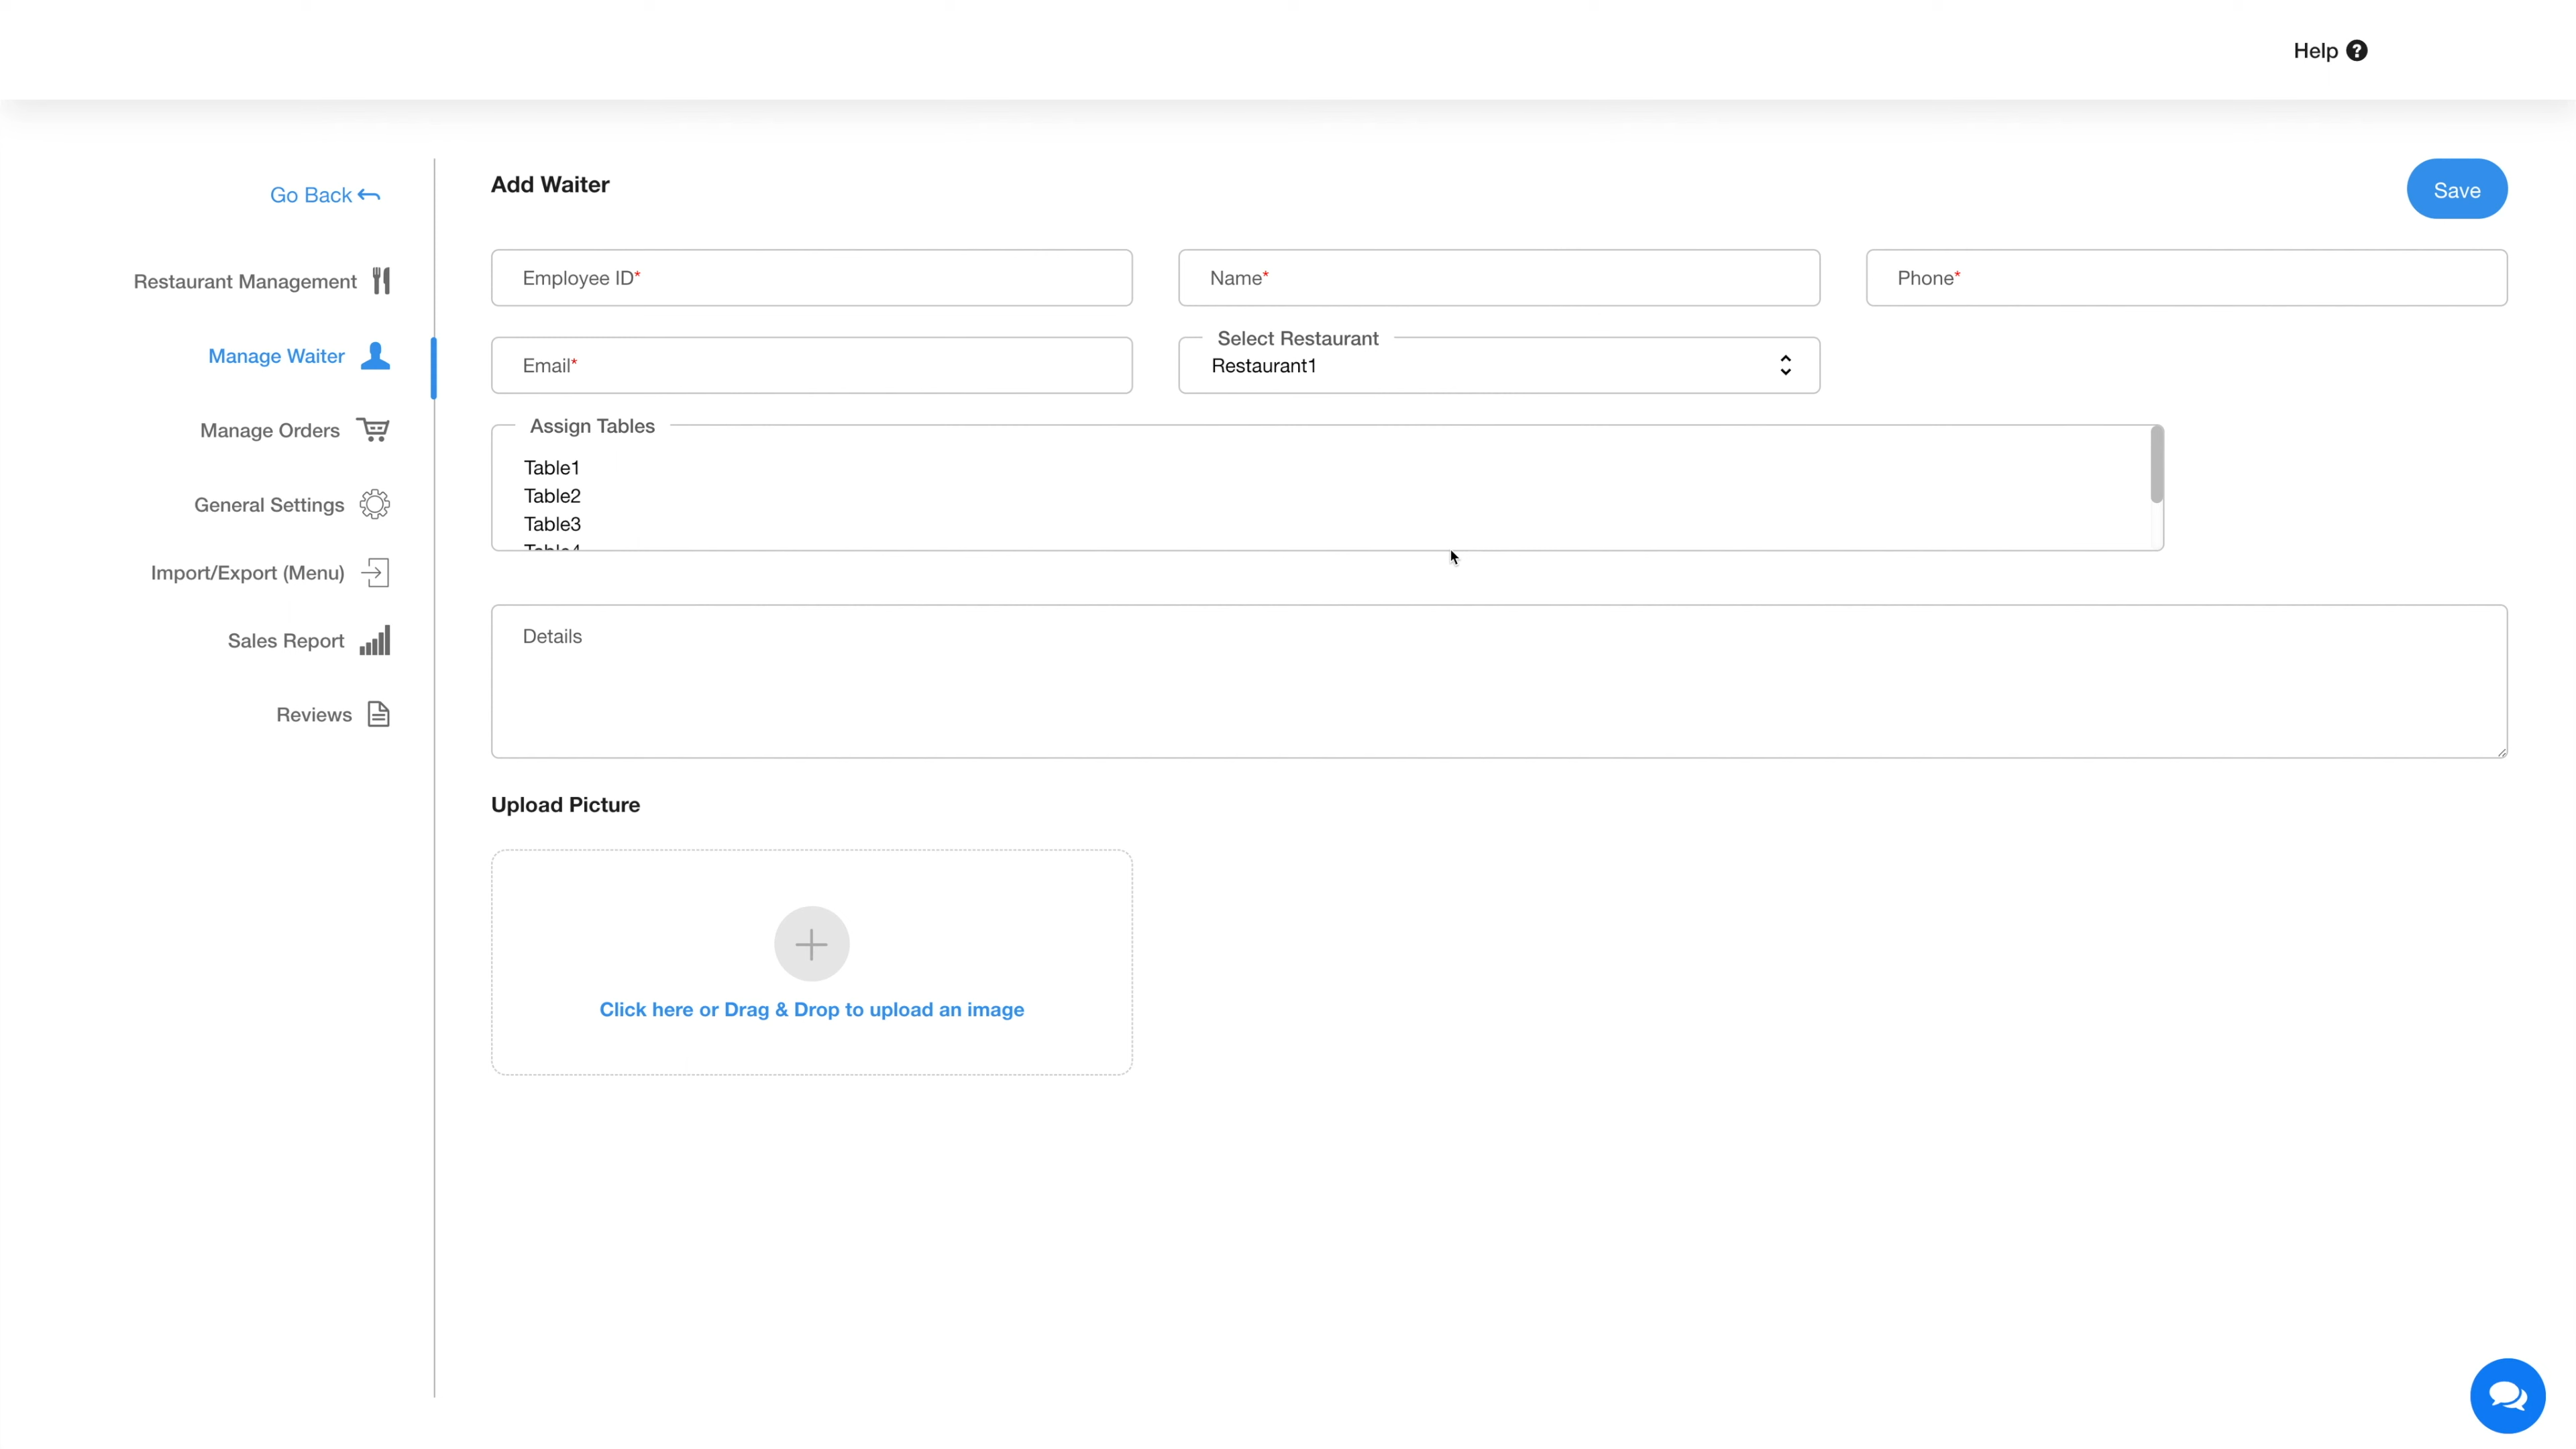 Help
Go Back
Restaurant Management
Manage Waiter
Manage Orders
General Settings
Import/Export (Menu)
Sales Report
Reviews
Add Waiter
Save
Employee ID*
Name*
Phone*
Email*
Select Restaurant
Restaurant1
Assign Tables
Table1
Table2
Table3
Table4
Details
Upload Picture
Click here or Drag & Drop to upload an image